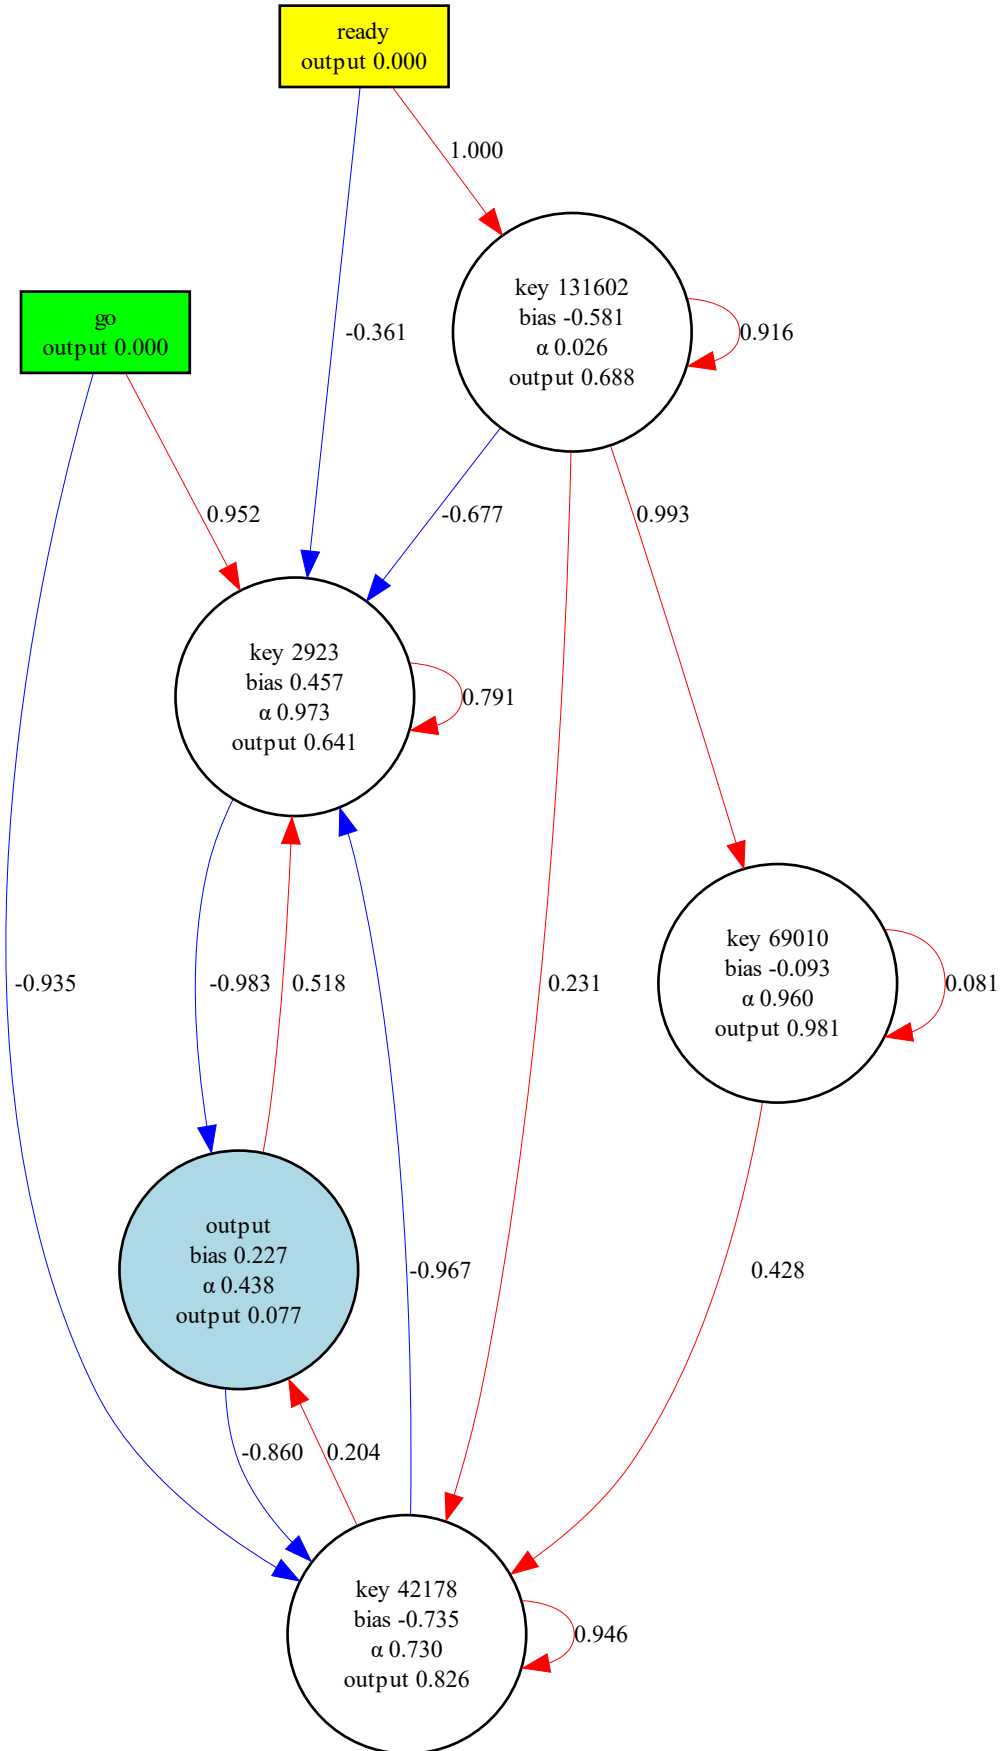 ready
output 0.000
1.000
key 131602
bias -0.581
α 0.026
output 0.688
0.916
go
output 0.000
-0.361
0.952
-0.677
0.993
key 2923
bias 0.457
α 0.973
output 0.641
0.791
key 69010
bias -0.093
α 0.960
output 0.981
0.081
-0.935
-0.983
0.518
0.231
output
bias 0.227
α 0.438
output 0.077
-0.967
0.428
-0.860
0.204
key 42178
bias -0.735
α 0.730
output 0.826
0.946